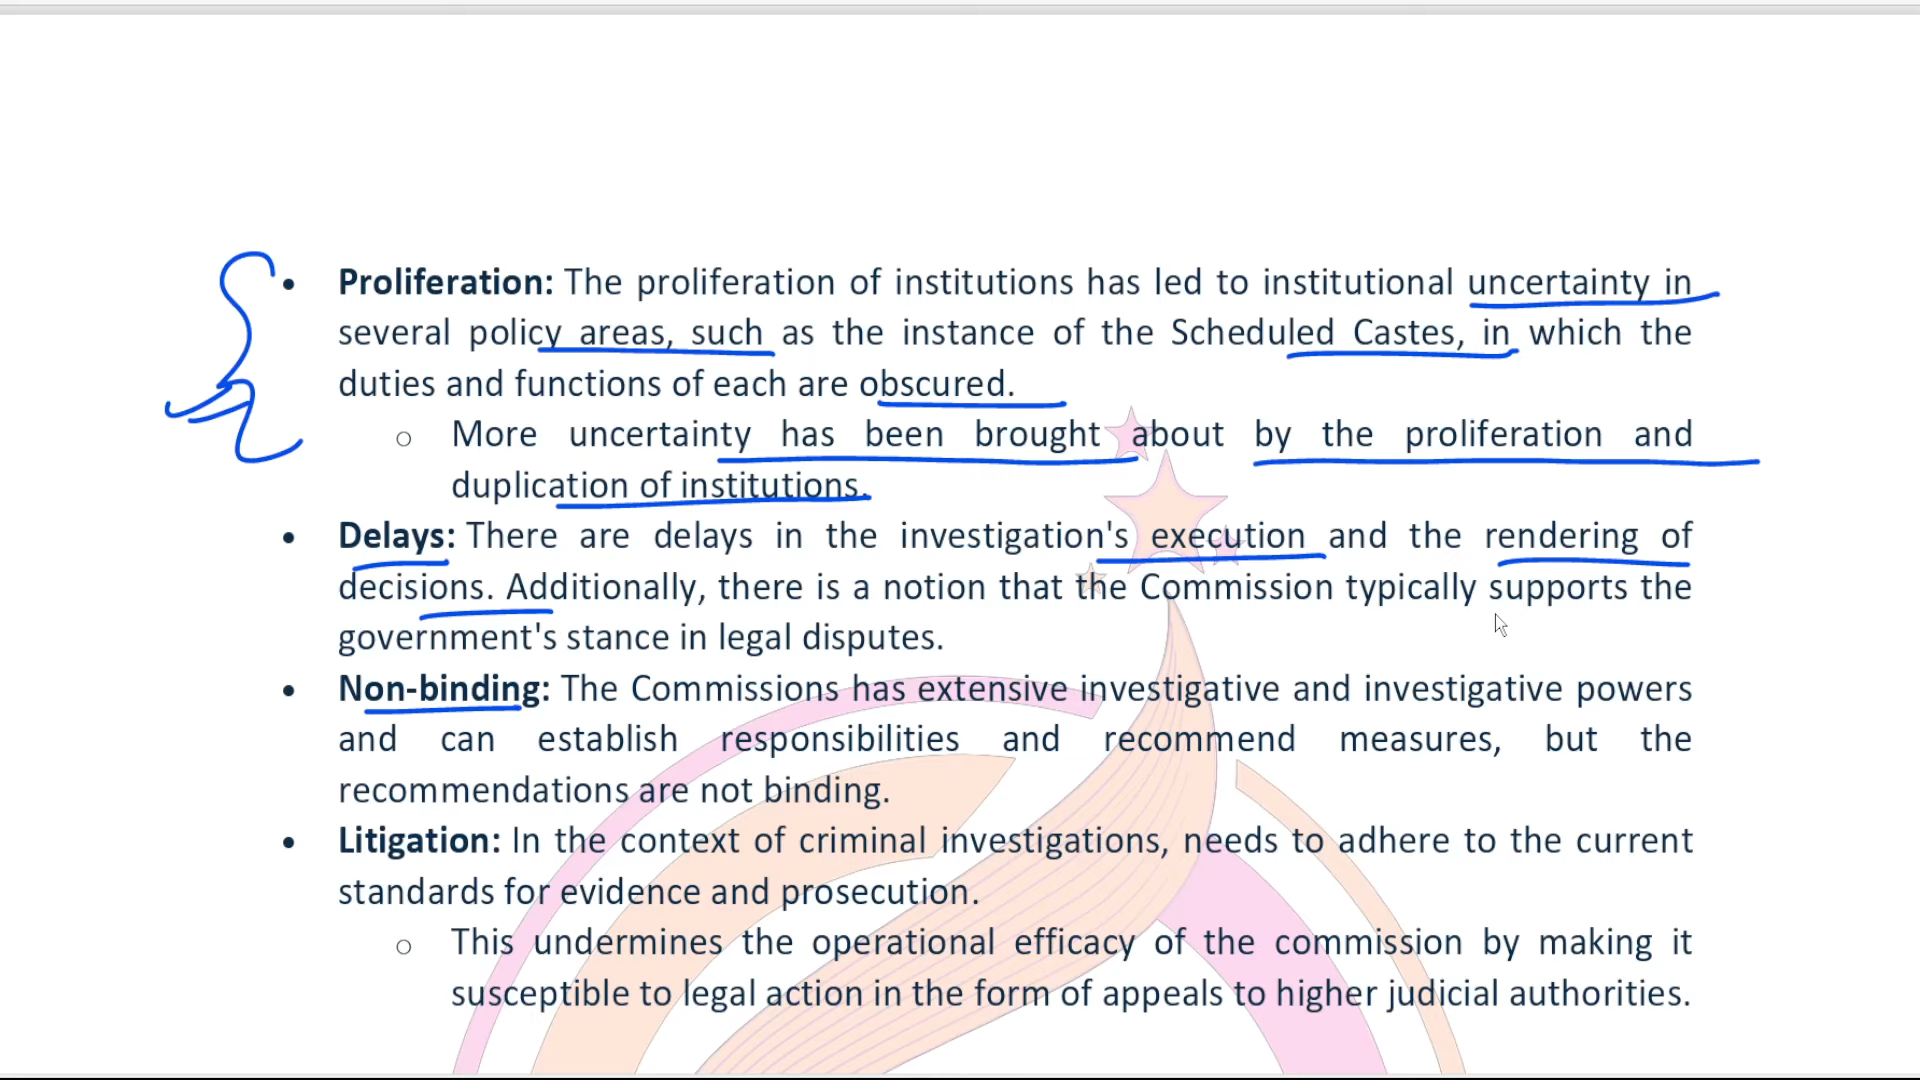 • Proliferation: The proliferation of institutions has led to institutional uncertainty in
several policy areas, such as the instance of the Scheduled Castes, in which the
duties and functions of each are obscured.
○ More uncertainty has been brought about by the proliferation and
duplication of institutions.
• Delays: There are delays in the investigation's execution and the rendering of
decisions. Additionally, there is a notion that the Commission typically supports the
government's stance in legal disputes.
• Non-binding: The Commissions has extensive investigative and investigative powers
and can establish responsibilities and recommend measures, but the
recommendations are not binding.
• Litigation: In the context of criminal investigations, needs to adhere to the current
standards for evidence and prosecution.
○ This undermines the operational efficacy of the commission by making it
susceptible to legal action in the form of appeals to higher judicial authorities.